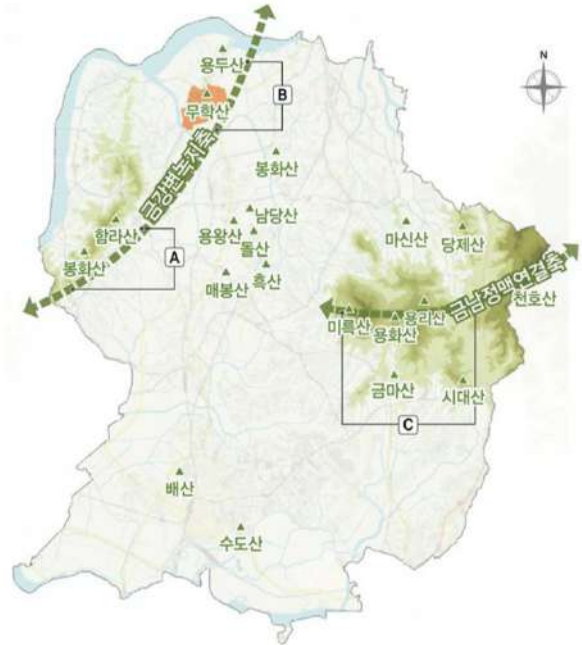 N
용두산
무학산
B
금강변녹지축
봉화산
남당산
함라산
용왕산
돌산
마신산
당제산
봉화산
A
매봉산
흑산
금남정맥연결축
천호산
미륵산
용리산
용화산
금마산
시대산
C
배산
수도산